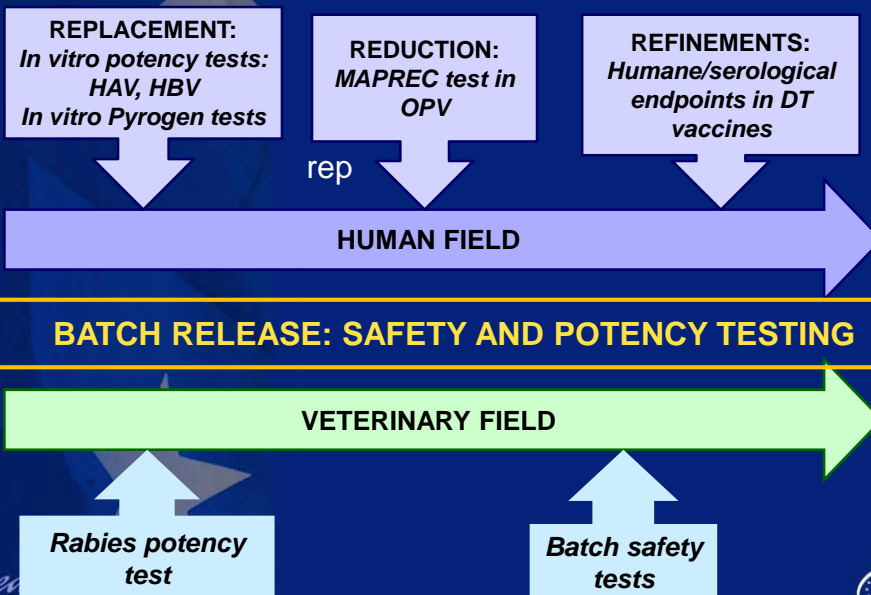 REPLACEMENT:
In vitro potency tests:
HAV, HBV
In vitro Pyrogen tests
REDUCTION:
MAPREC test in
OPV
REFINEMENTS:
Humane/serological
endpoints in DT
vaccines
rep
HUMAN FIELD
BATCH RELEASE: SAFETY AND POTENCY TESTING
VETERINARY FIELD
Rabies potency
test
Batch safety
tests